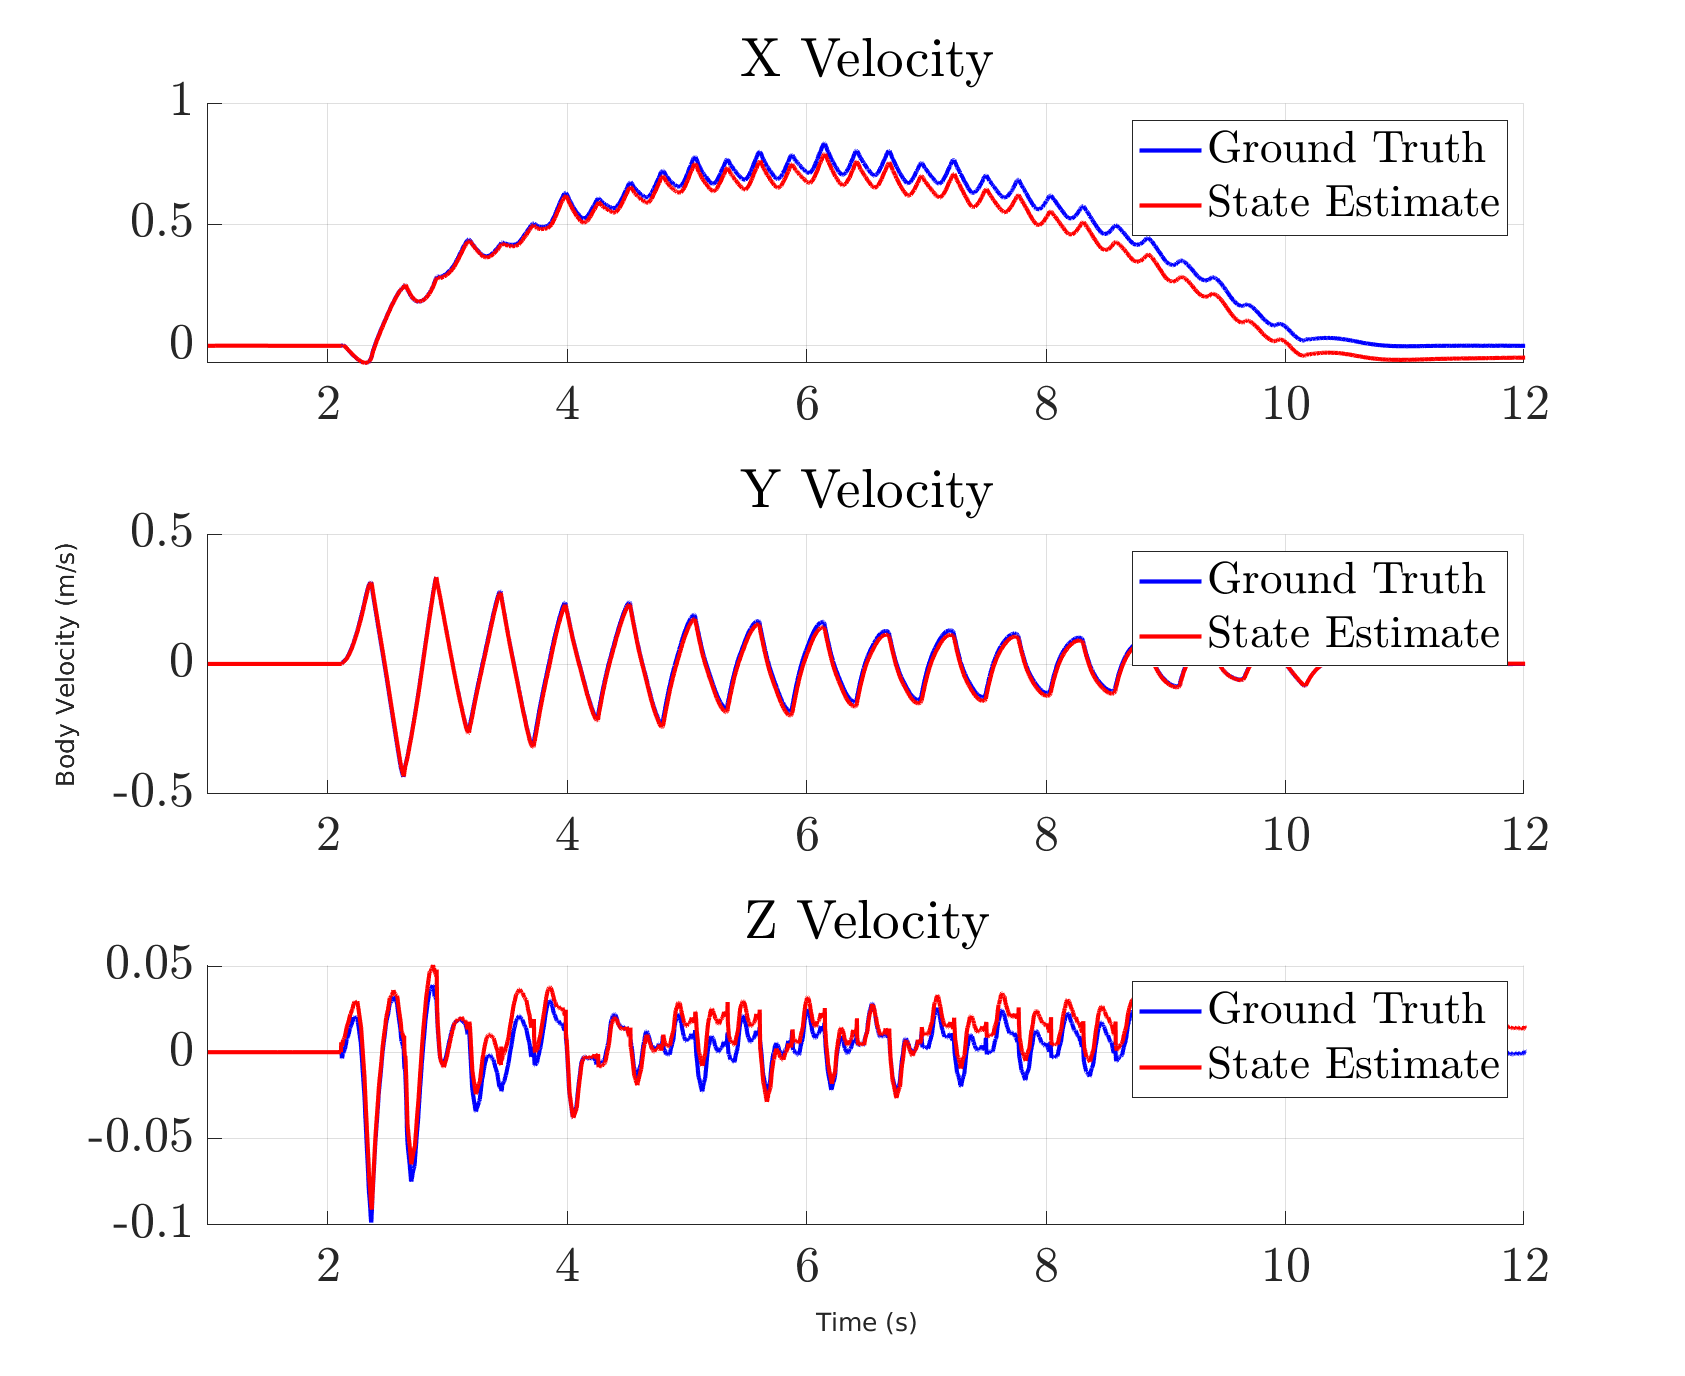 X Velocity
1
0.5
0
Ground Truth
State Estimate
2 4 6 8 10 12
Y Velocity
0.5
0
-0.5
Ground Truth
State Estimate
2 4 6 8 10 12
Body Velocity (m/s)
Z Velocity
0.05
0
-0.05
-0.1
Ground Truth
State Estimate
2 4 6 8 10 12
Time (s)